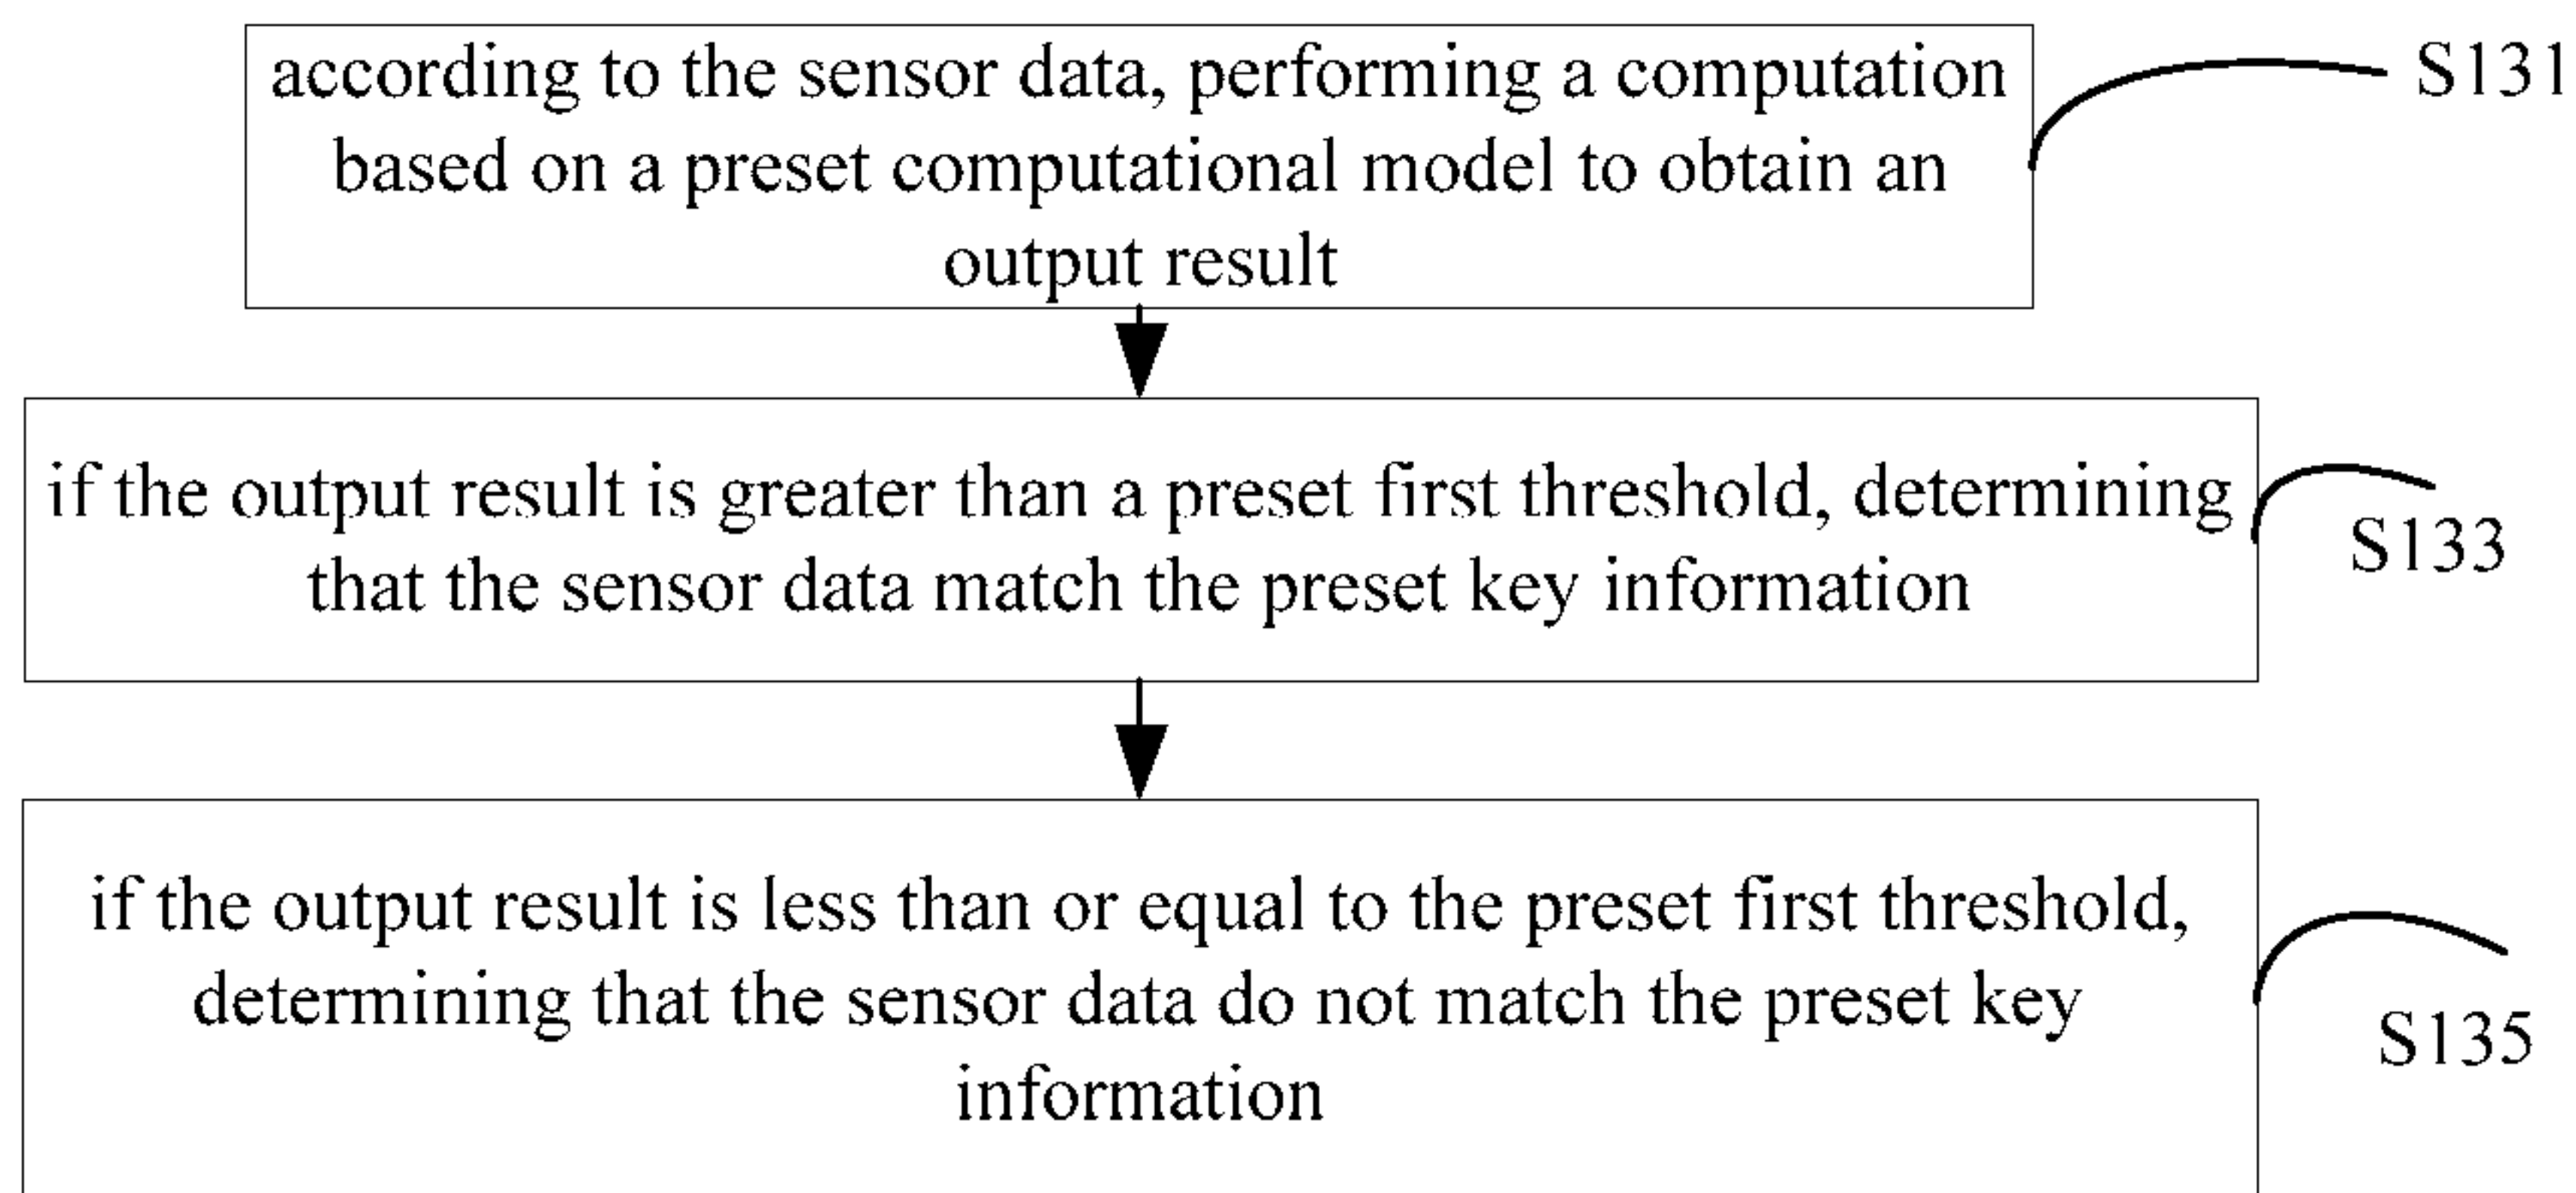 according to the sensor data, performing a computation
based on a preset computational model to obtain an
output result
S131
if the output result is greater than a preset first threshold, determining
that the sensor data match the preset key information
S133
if the output result is less than or equal to the preset first threshold,
determining that the sensor data do not match the preset key
information
S135